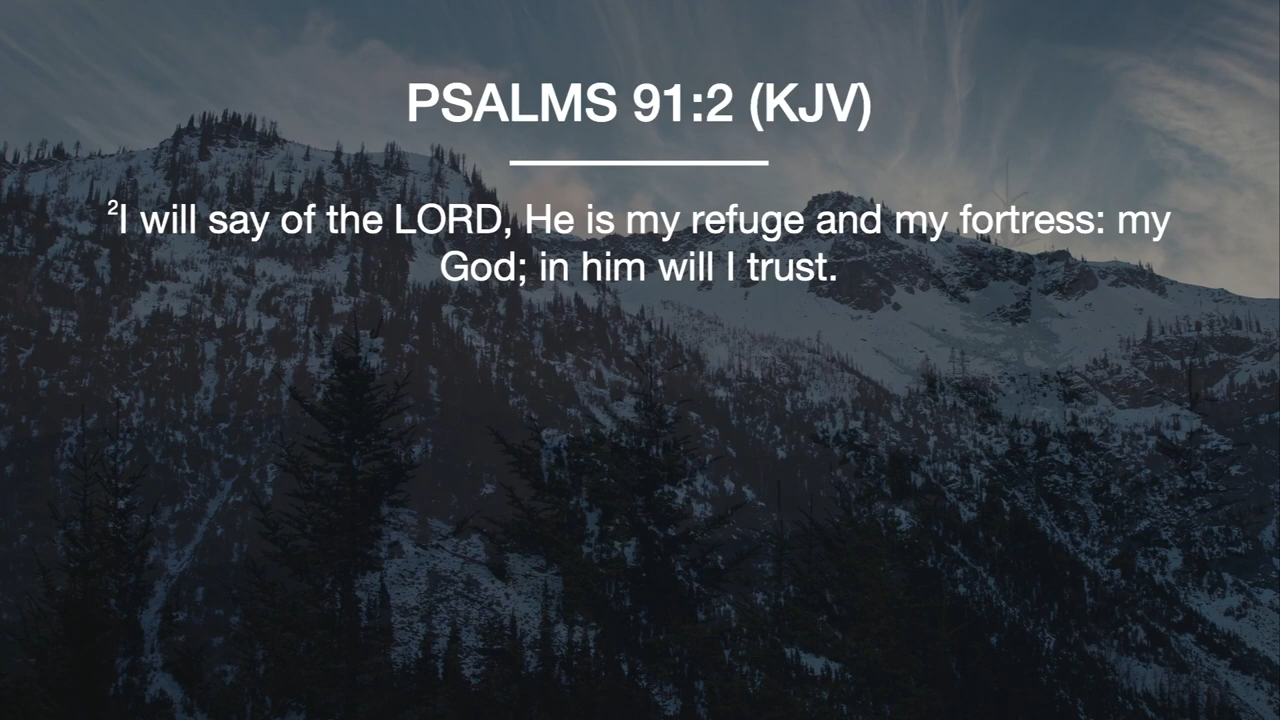 PSALMS 91:2 (KJV)
²I will say of the LORD, He is my refuge and my fortress: my
God; in him will I trust.